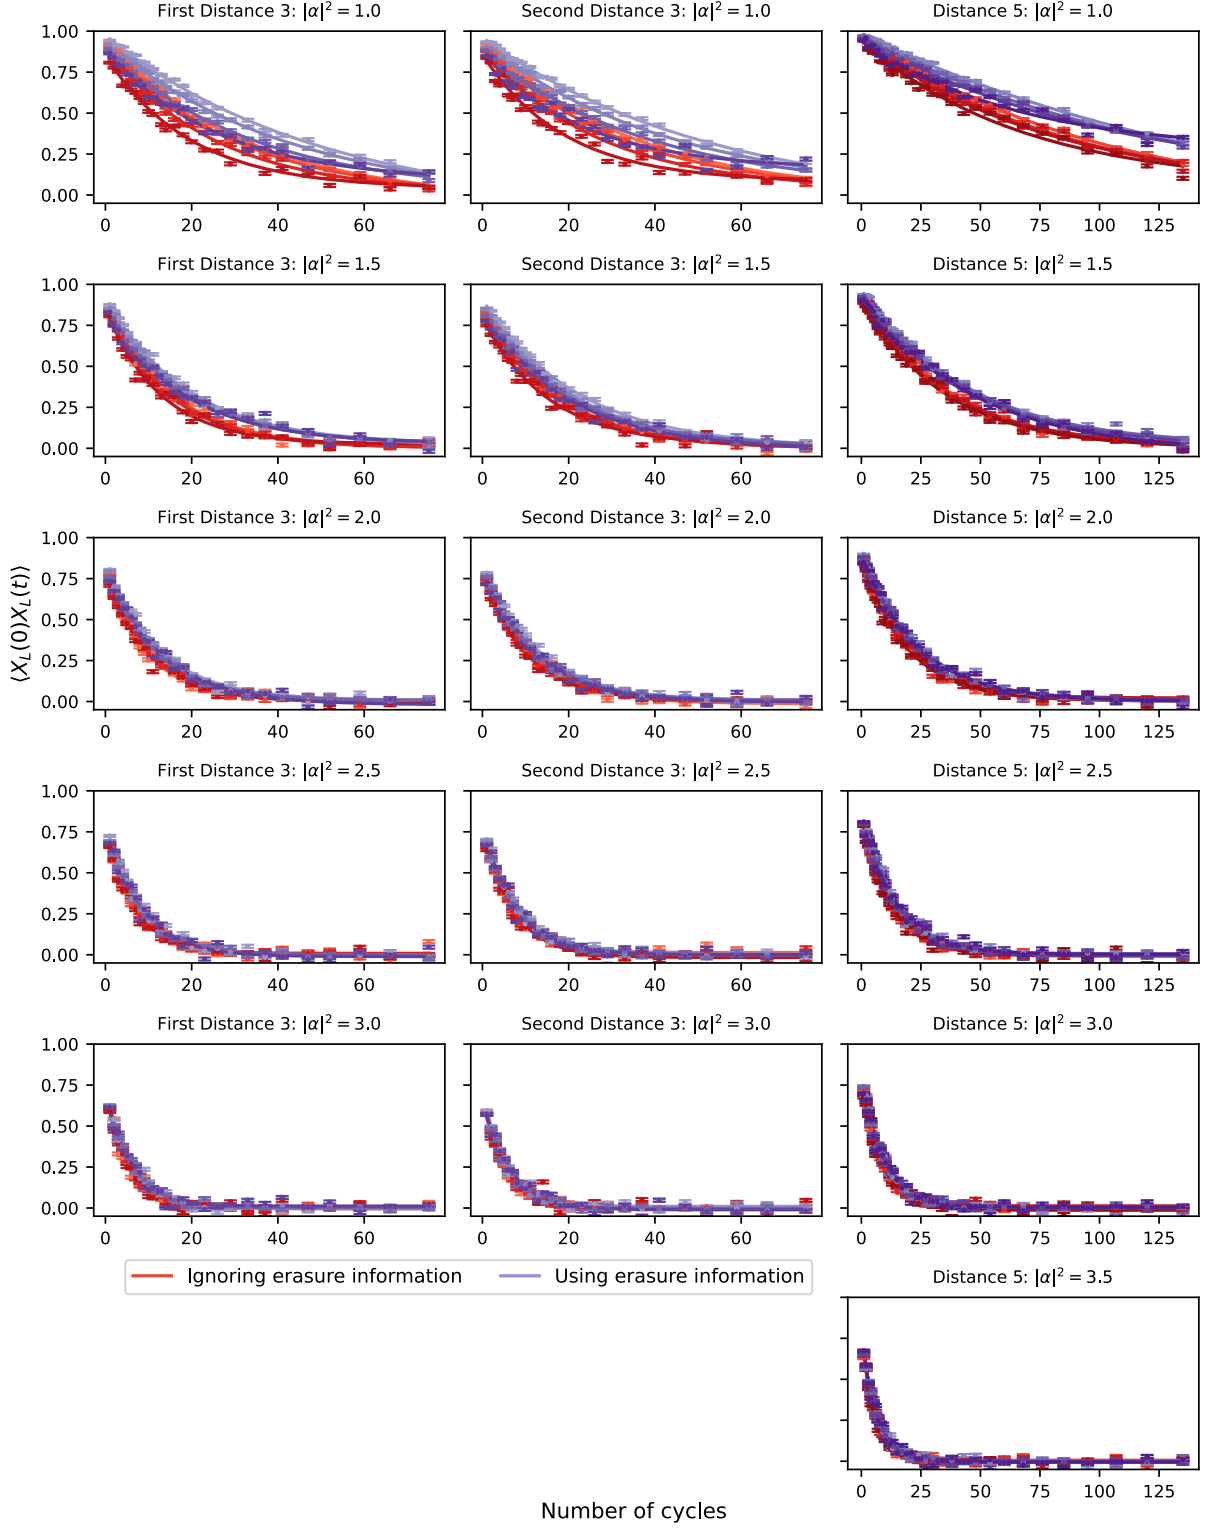 First Distance 3: |α|² = 1.0
Second Distance 3: |α|² = 1.0
Distance 5: |α|² = 1.0
1.00
0.75
0.50
0.25
0.00
0 20 40 60
0 20 40 60
0 25 50 75 100 125
First Distance 3: |α|² = 1.5
Second Distance 3: |α|² = 1.5
Distance 5: |α|² = 1.5
1.00
0.75
0.50
0.25
0.00
0 20 40 60
0 20 40 60
0 25 50 75 100 125
First Distance 3: |α|² = 2.0
Second Distance 3: |α|² = 2.0
Distance 5: |α|² = 2.0
⟨X_L(0)X_L(t)⟩
1.00
0.75
0.50
0.25
0.00
0 20 40 60
0 20 40 60
0 25 50 75 100 125
First Distance 3: |α|² = 2.5
Second Distance 3: |α|² = 2.5
Distance 5: |α|² = 2.5
1.00
0.75
0.50
0.25
0.00
0 20 40 60
0 20 40 60
0 25 50 75 100 125
First Distance 3: |α|² = 3.0
Second Distance 3: |α|² = 3.0
Distance 5: |α|² = 3.0
1.00
0.75
0.50
0.25
0.00
0 20 40 60
0 20 40 60
0 25 50 75 100 125
Ignoring erasure information
Using erasure information
Distance 5: |α|² = 3.5
0 25 50 75 100 125
Number of cycles